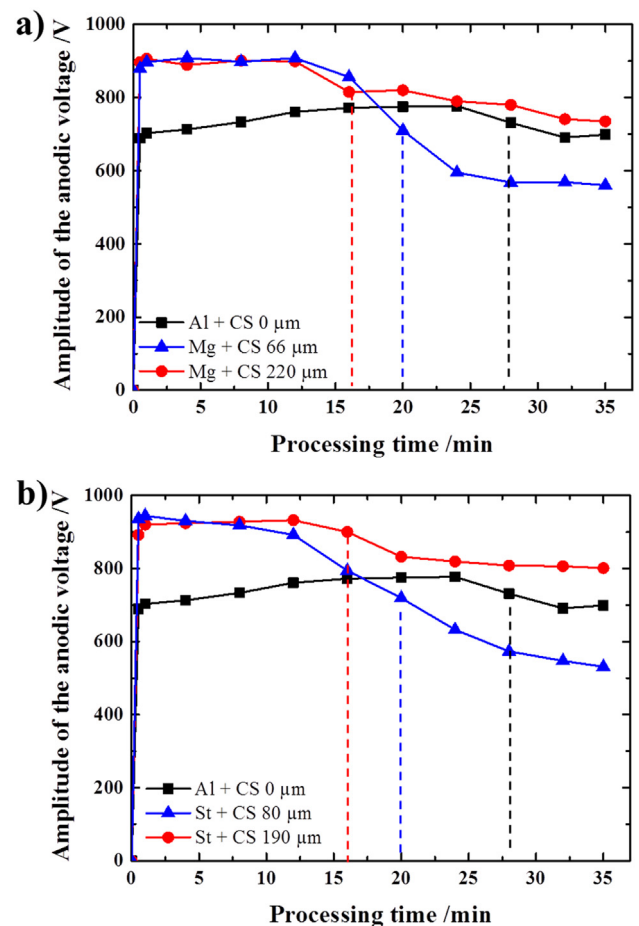 a)
Amplitude of the anodic voltage /V
1000
800
600
400
200
0
Al + CS 0 µm
Mg + CS 66 µm
Mg + CS 220 µm
0 5 10 15 20 25 30 35
Processing time /min
b)
Amplitude of the anodic voltage /V
1000
800
600
400
200
0
Al + CS 0 µm
St + CS 80 µm
St + CS 190 µm
0 5 10 15 20 25 30 35
Processing time /min